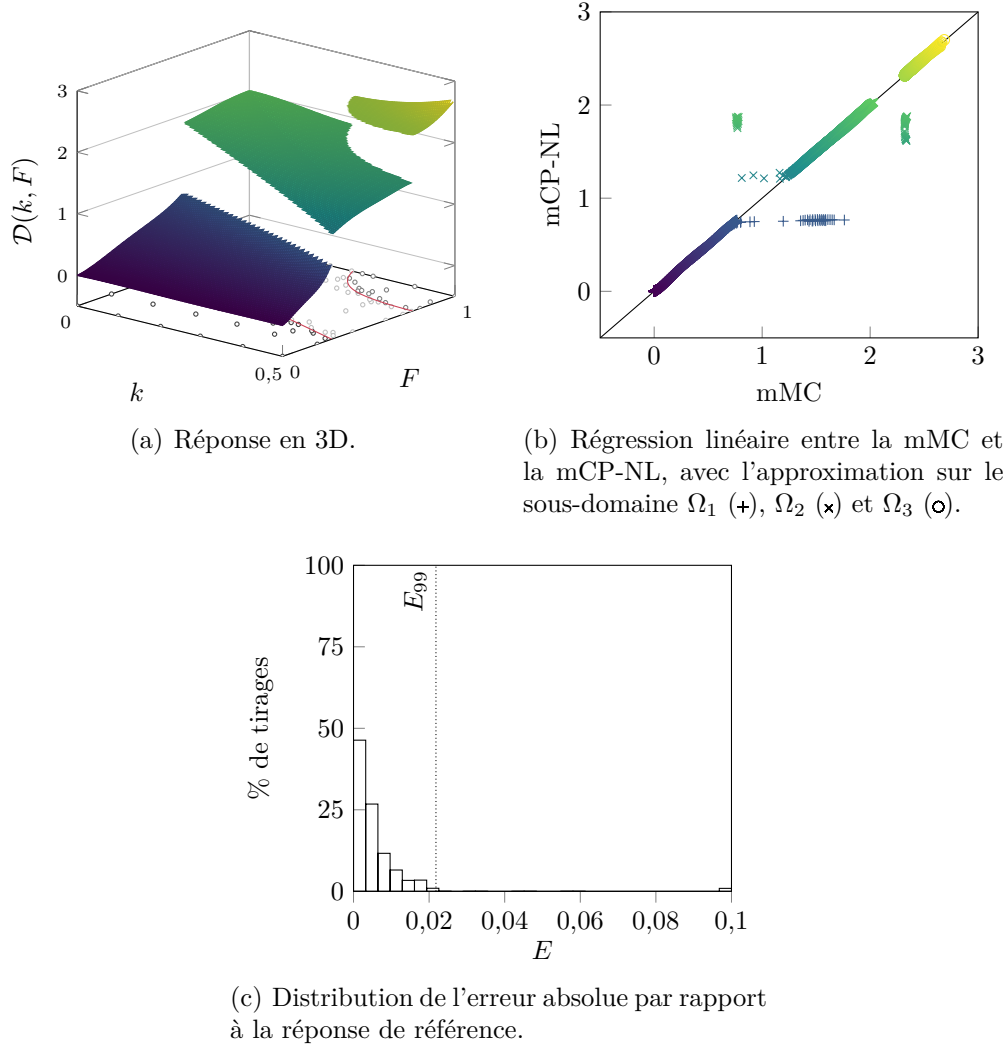 3
2
1
0
D(k, F)
0
k
0,5
0
F
1
(a) Réponse en 3D.
3
2
1
0
mCP-NL
0
1
2
3
mMC
(b) Régression linéaire entre la mMC et
la mCP-NL, avec l'approximation sur le
sous-domaine Ω₁ (+), Ω₂ (×) et Ω₃ (o).
100
75
50
25
0
% de tirages
E₉₉
0
0,02
0,04
0,06
0,08
0,1
E
(c) Distribution de l'erreur absolue par rapport
à la réponse de référence.